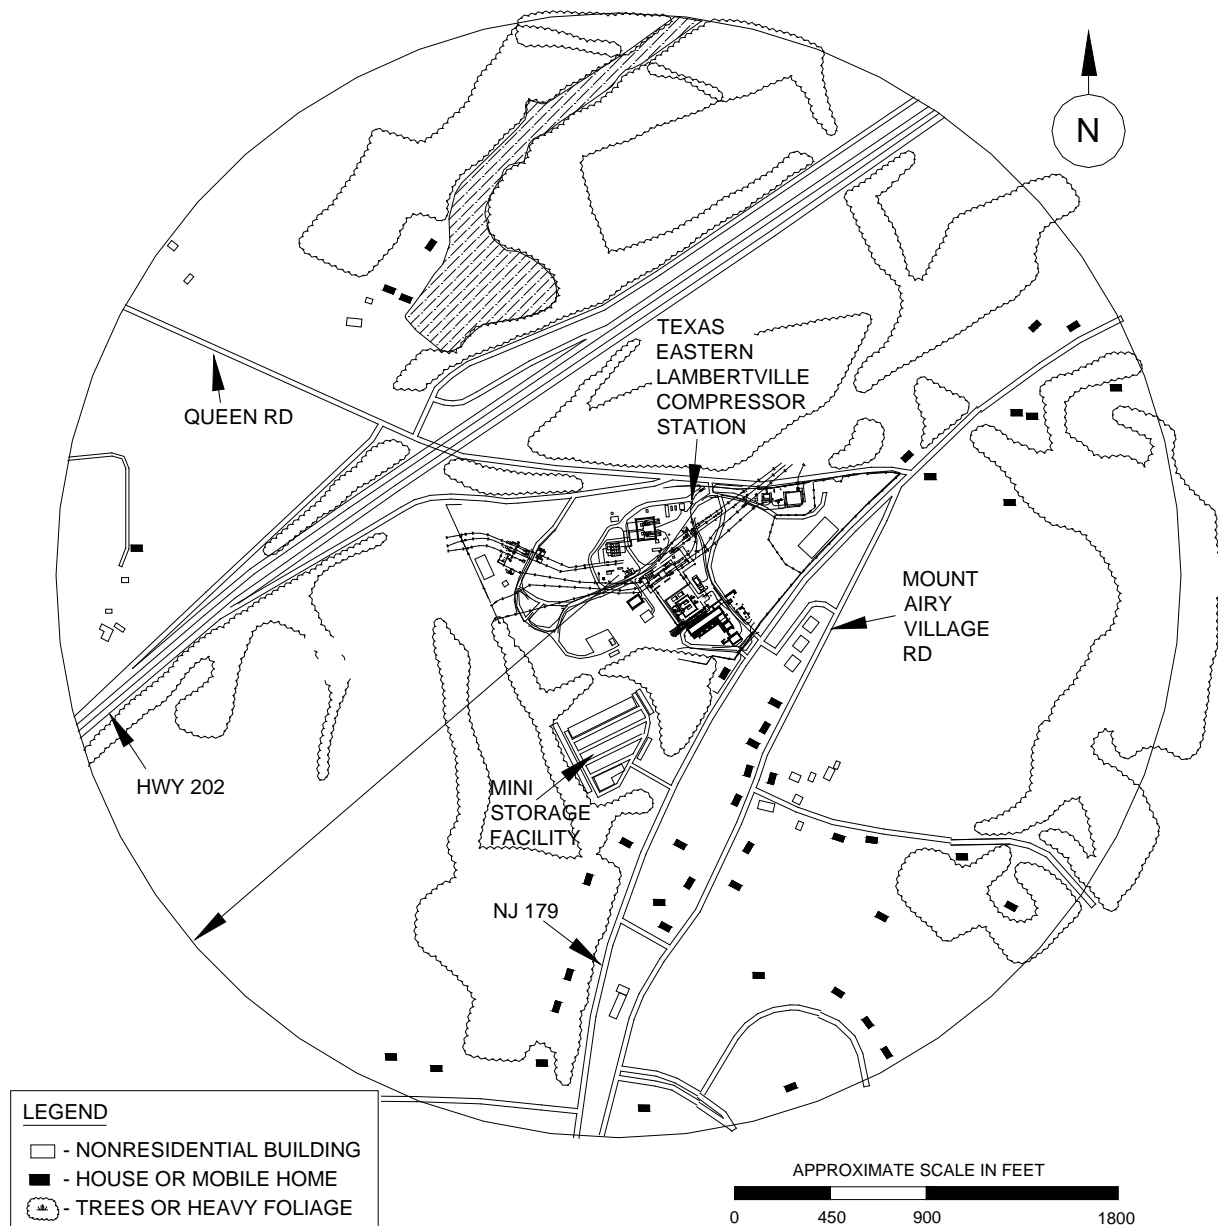 N
TEXAS
EASTERN
LAMBERTVILLE
COMPRESSOR
STATION
QUEEN RD
MOUNT
AIRY
VILLAGE
RD
HWY 202
MINI
STORAGE
FACILITY
NJ 179
LEGEND
- NONRESIDENTIAL BUILDING
- HOUSE OR MOBILE HOME
- TREES OR HEAVY FOLIAGE
APPROXIMATE SCALE IN FEET
0 450 900 1800